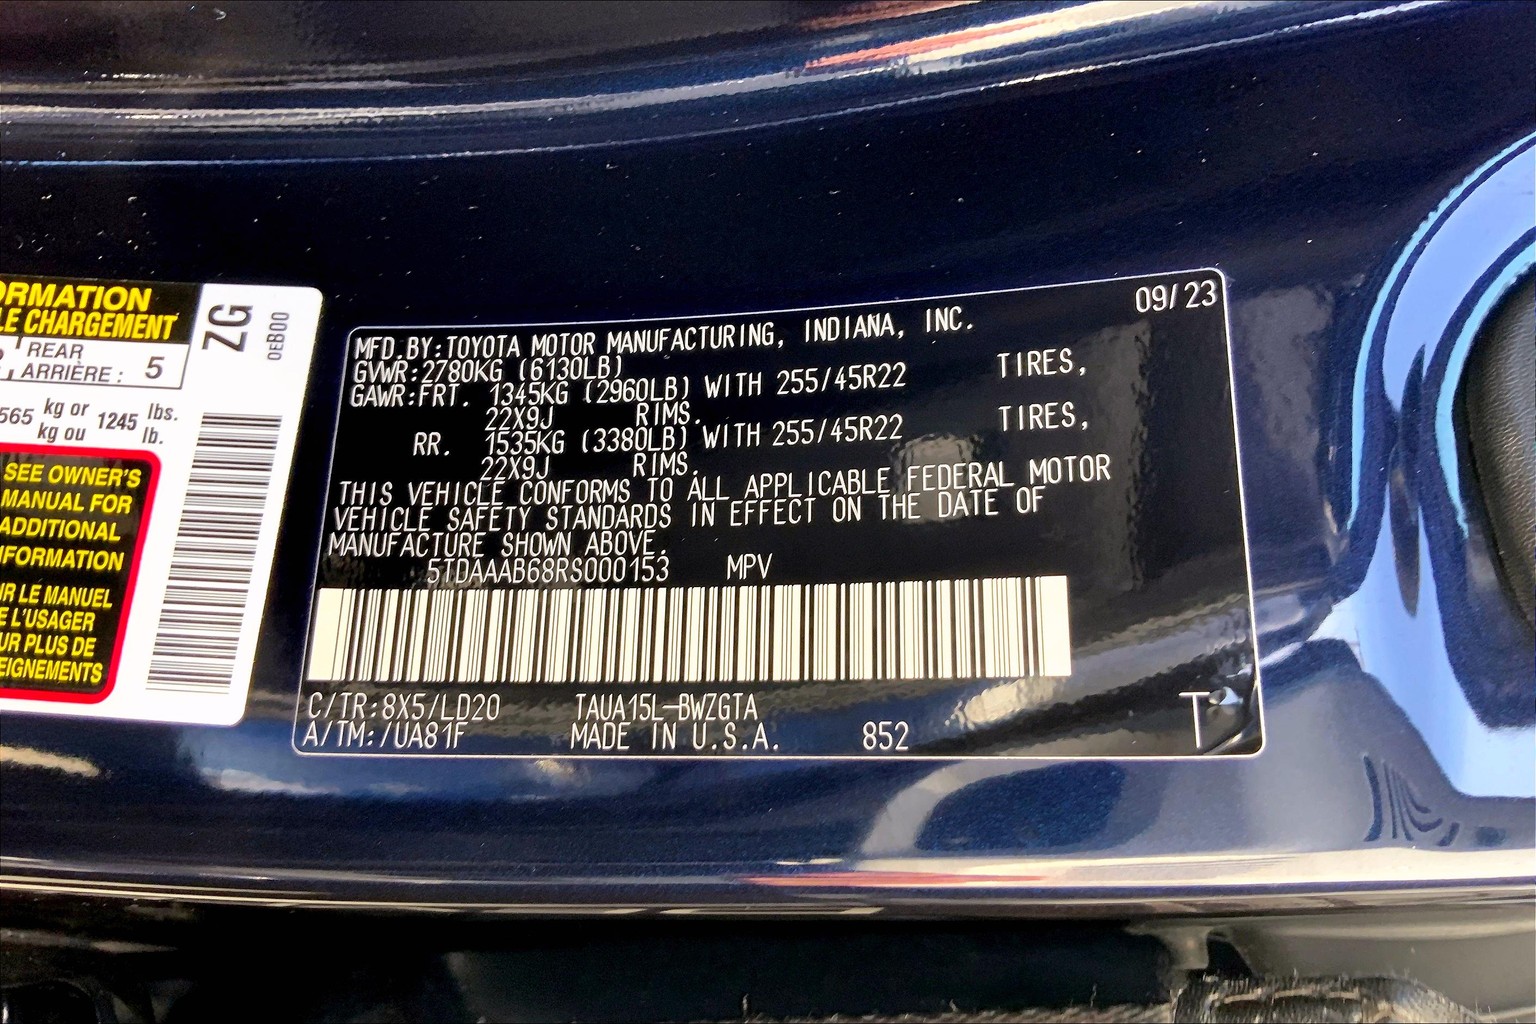 ORMATION
LE CHARGEMENT
REAR
ARRIÈRE : 5
565 kg or 1245 lbs.
kg ou lb.
SEE OWNER'S
MANUAL FOR
ADDITIONAL
NFORMATION
IR LE MANUEL
E L'USAGER
UR PLUS DE
EIGNEMENTS
ZG
0EB00
09/23
MFD.BY:TOYOTA MOTOR MANUFACTURING, INDIANA, INC.
GVWR:2780KG (6130LB)
GAWR:FRT. 1345KG (2960LB) WITH 255/45R22 TIRES,
22X9J RIMS.
RR. 1535KG (3380LB) WITH 255/45R22 TIRES,
22X9J RIMS.
THIS VEHICLE CONFORMS TO ALL APPLICABLE FEDERAL MOTOR
VEHICLE SAFETY STANDARDS IN EFFECT ON THE DATE OF
MANUFACTURE SHOWN ABOVE.
5TDAAAB68RS000153 MPV
C/TR:8X5/LD20 TAUA15L-BWZGTA
A/TM:/UA81F MADE IN U.S.A. 852 T